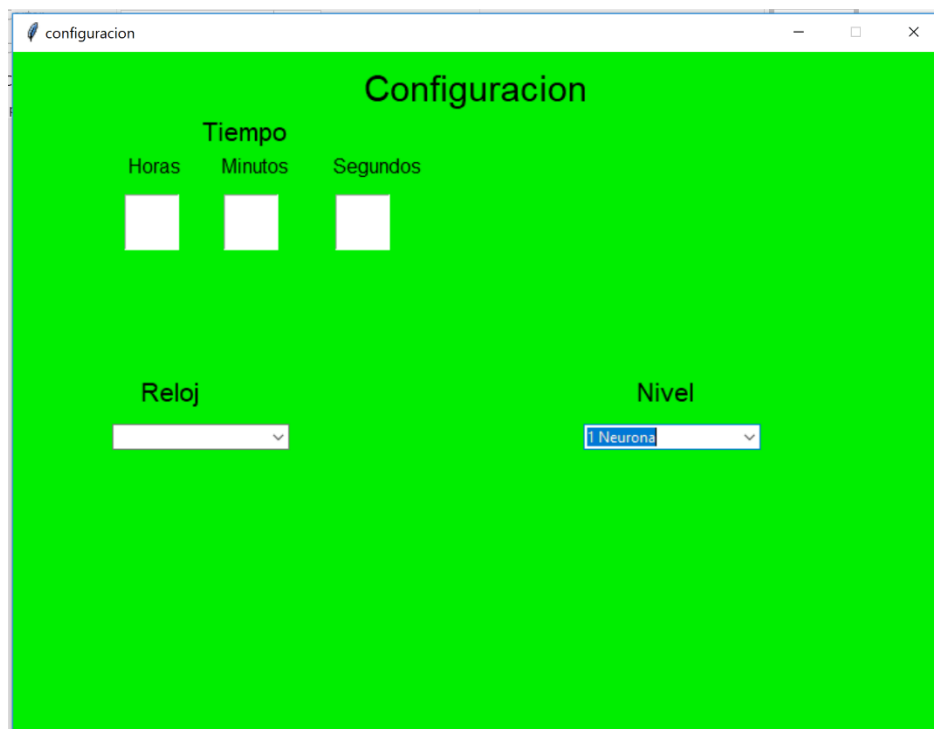 configuracion
Configuracion
Tiempo
Horas Minutos Segundos
Reloj Nivel
1 Neurona